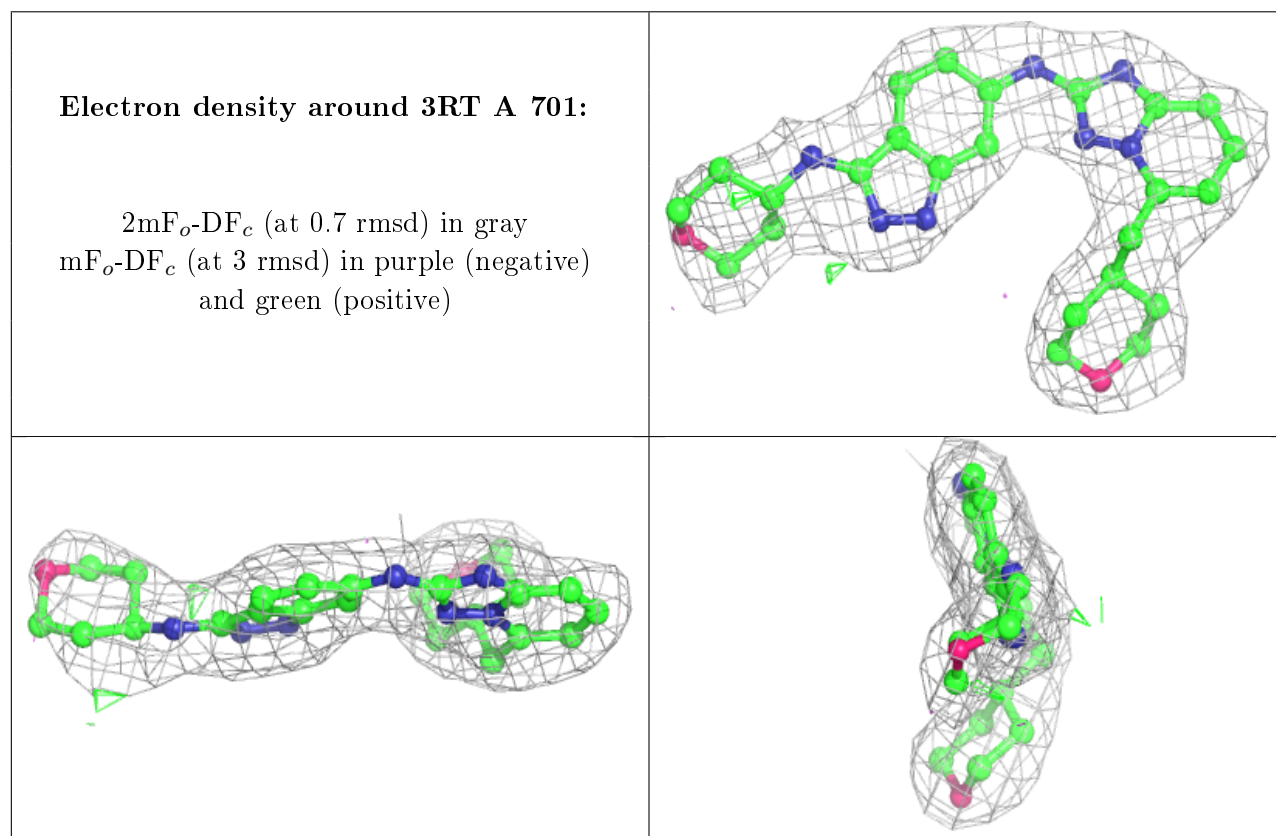 Electron density around 3RT A 701:
2mFₒ-DF𝒸 (at 0.7 rmsd) in gray
mFₒ-DF𝒸 (at 3 rmsd) in purple (negative)
and green (positive)